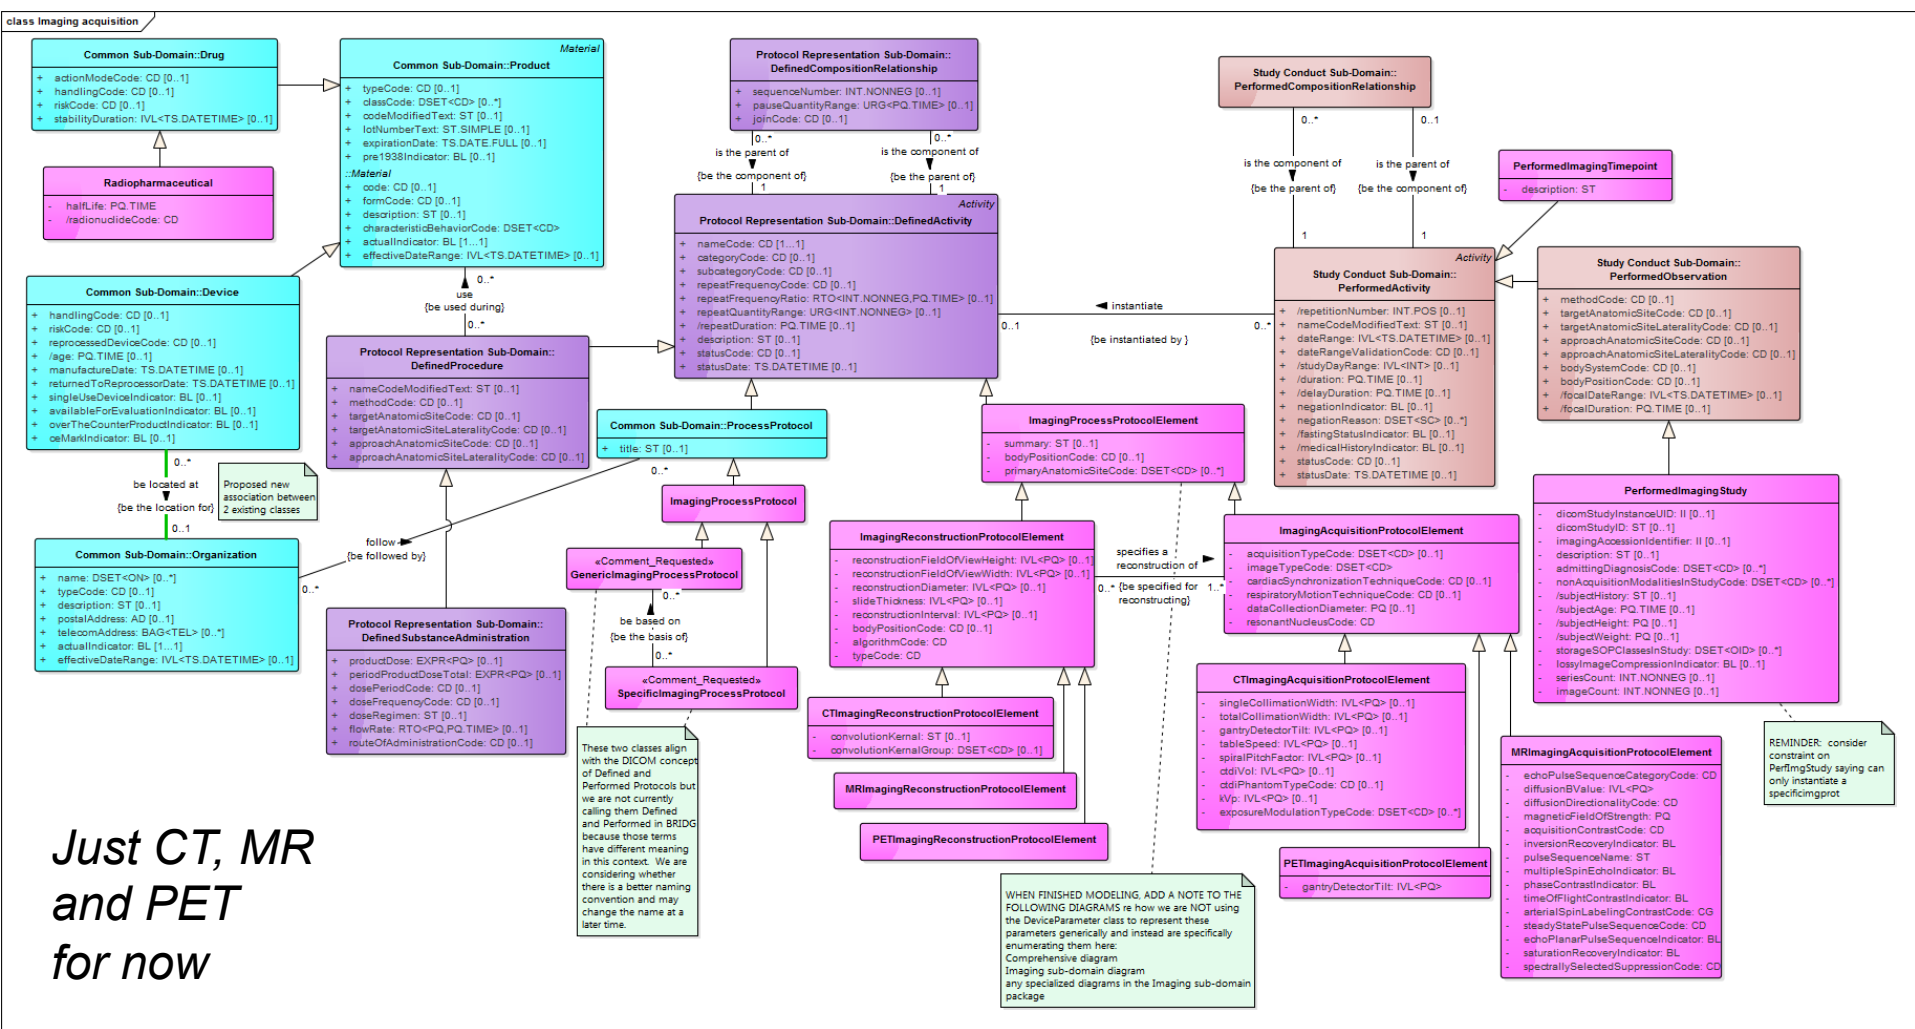 class Imaging acquisition
Common Sub-Domain::Drug
+ actionModeCode: CD [0..1]
+ handlingCode: CD [0..1]
+ riskCode: CD [0..1]
+ stabilityDuration: IVL<TS.DATETIME> [0..1]
Radiopharmaceutical
- halfLife: PQ.TIME
- /radionuclideCode: CD
Material
Common Sub-Domain::Product
+ typeCode: CD [0..1]
+ classCode: DSET<CD> [0..*]
+ codeModifiedText: ST [0..1]
+ lotNumberText: ST.SIMPLE [0..1]
+ expirationDate: TS.DATE.FULL [0..1]
+ pre1938Indicator: BL [0..1]
::Material
+ code: CD [0..1]
+ formCode: CD [0..1]
+ description: ST [0..1]
+ characteristicBehaviorCode: DSET<CD>
+ actualIndicator: BL [1...1]
+ effectiveDateRange: IVL<TS.DATETIME> [0..1]
0..*
use
{be used during}
0..*
Protocol Representation Sub-Domain::
DefinedCompositionRelationship
+ sequenceNumber: INT.NONNEG [0..1]
+ pauseQuantityRange: URG<PQ.TIME> [0..1]
+ joinCode: CD [0..1]
0..*
is the parent of
{be the component of}
1
0..*
is the component of
{be the parent of}
1
Activity
Protocol Representation Sub-Domain::DefinedActivity
+ nameCode: CD [1...1]
+ categoryCode: CD [0..1]
+ subcategoryCode: CD [0..1]
+ repeatFrequencyCode: CD [0..1]
+ repeatFrequencyRatio: RTO<INT.NONNEG,PQ.TIME> [0..1]
+ repeatQuantityRange: URG<INT.NONNEG> [0..1]
+ /repeatDuration: PQ.TIME [0..1]
+ description: ST [0..1]
+ statusCode: CD [0..1]
+ statusDate: TS.DATETIME [0..1]
Study Conduct Sub-Domain::
PerformedCompositionRelationship
0..*
is the component of
{be the parent of}
1
0..1
is the parent of
{be the component of}
1
PerformedImagingTimepoint
- description: ST
instantiate
0..1
0..*
{be instantiated by }
Activity
Study Conduct Sub-Domain::
PerformedActivity
+ /repetitionNumber: INT.POS [0..1]
+ nameCodeModifiedText: ST [0..1]
+ dateRange: IVL<TS.DATETIME> [0..1]
+ dateRangeValidationCode: CD [0..1]
+ /studyDayRange: IVL<INT> [0..1]
+ /duration: PQ.TIME [0..1]
+ /delayDuration: PQ.TIME [0..1]
+ negationIndicator: BL [0..1]
+ negationReason: DSET<SC> [0..*]
+ /fastingStatusIndicator: BL [0..1]
+ /medicalHistoryIndicator: BL [0..1]
+ statusCode: CD [0..1]
+ statusDate: TS.DATETIME [0..1]
Study Conduct Sub-Domain::
PerformedObservation
+ methodCode: CD [0..1]
+ targetAnatomicSiteCode: CD [0..1]
+ targetAnatomicSiteLateralityCode: CD [0..1]
+ approachAnatomicSiteCode: CD [0..1]
+ approachAnatomicSiteLateralityCode: CD [0..1]
+ bodySystemCode: CD [0..1]
+ bodyPositionCode: CD [0..1]
+ /focalDateRange: IVL<TS.DATETIME> [0..1]
+ /focalDuration: PQ.TIME [0..1]
Common Sub-Domain::Device
+ handlingCode: CD [0..1]
+ riskCode: CD [0..1]
+ reprocessedDeviceCode: CD [0..1]
+ /age: PQ.TIME [0..1]
+ manufactureDate: TS.DATETIME [0..1]
+ returnedToReprocessorDate: TS.DATETIME [0..1]
+ singleUseDeviceIndicator: BL [0..1]
+ availableForEvaluationIndicator: BL [0..1]
+ overTheCounterProductIndicator: BL [0..1]
+ ceMarkIndicator: BL [0..1]
0..*
be located at
{be the location for}
0..1
Proposed new
association between
2 existing classes
Common Sub-Domain::Organization
+ name: DSET<ON> [0..*]
+ typeCode: CD [0..1]
+ description: ST [0..1]
+ postalAddress: AD [0..1]
+ telecomAddress: BAG<TEL> [0..*]
+ actualIndicator: BL [1...1]
+ effectiveDateRange: IVL<TS.DATETIME> [0..1]
0..*
follow
{be followed by}
0..*
Protocol Representation Sub-Domain::
DefinedProcedure
+ nameCodeModifiedText: ST [0..1]
+ methodCode: CD [0..1]
+ targetAnatomicSiteCode: CD [0..1]
+ targetAnatomicSiteLateralityCode: CD [0..1]
+ approachAnatomicSiteCode: CD [0..1]
+ approachAnatomicSiteLateralityCode: CD [0..1]
Protocol Representation Sub-Domain::
DefinedSubstanceAdministration
+ productDose: EXPR<PQ> [0..1]
+ periodProductDoseTotal: EXPR<PQ> [0..1]
+ dosePeriodCode: CD [0..1]
+ doseFrequencyCode: CD [0..1]
+ doseRegimen: ST [0..1]
+ flowRate: RTO<PQ,PQ.TIME> [0..1]
+ routeOfAdministrationCode: CD [0..1]
Common Sub-Domain::ProcessProtocol
+ title: ST [0..1]
ImagingProcessProtocol
«Comment_Requested»
GenericImagingProcessProtocol
0..*
be based on
{be the basis of}
0..*
«Comment_Requested»
SpecificImagingProcessProtocol
These two classes align
with the DICOM concept
of Defined and
Performed Protocols but
we are not currently
calling them Defined
and Performed in BRIDG
because those terms
have different meaning
in this context. We are
considering whether
there is a better naming
convention and may
change the name at a
later time.
ImagingProcessProtocolElement
- summary: ST [0..1]
- bodyPositionCode: CD [0..1]
- primaryAnatomicSiteCode: DSET<CD> [0..*]
ImagingReconstructionProtocolElement
- reconstructionFieldOfViewHeight: IVL<PQ> [0..1]
- reconstructionFieldOfViewWidth: IVL<PQ> [0..1]
- reconstructionDiameter: IVL<PQ> [0..1]
- slideThickness: IVL<PQ> [0..1]
- reconstructionInterval: IVL<PQ> [0..1]
- bodyPositionCode: CD [0..1]
- algorithmCode: CD
- typeCode: CD
specifies a
reconstruction of
0..* {be specified for 1..*
reconstructing}
ImagingAcquisitionProtocolElement
- acquisitionTypeCode: DSET<CD> [0..1]
- imageTypeCode: DSET<CD>
- cardiacSynchronizationTechniqueCode: CD [0..1]
- respiratoryMotionTechniqueCode: CD [0..1]
- dataCollectionDiameter: PQ [0..1]
- resonantNucleusCode: CD
PerformedImagingStudy
- dicomStudyInstanceUID: II [0..1]
- dicomStudyID: ST [0..1]
- imagingAccessionIdentifier: II [0..1]
- description: ST [0..1]
- admittingDiagnosisCode: DSET<CD> [0..*]
- nonAcquisitionModalitiesInStudyCode: DSET<CD> [0..*]
- /subjectHistory: ST [0..1]
- /subjectAge: PQ.TIME [0..1]
- /subjectHeight: PQ [0..1]
- /subjectWeight: PQ [0..1]
- storageSOPClassesInStudy: DSET<OID> [0..*]
- lossyImageCompressionIndicator: BL [0..1]
- seriesCount: INT.NONNEG [0..1]
- imageCount: INT.NONNEG [0..1]
CTImagingReconstructionProtocolElement
- convolutionKernal: ST [0..1]
- convolutionKernalGroup: DSET<CD> [0..1]
MRImagingReconstructionProtocolElement
PETImagingReconstructionProtocolElement
CTImagingAcquisitionProtocolElement
- singleCollimationWidth: IVL<PQ> [0..1]
- totalCollimationWidth: IVL<PQ> [0..1]
- gantryDetectorTilt: IVL<PQ> [0..1]
- tableSpeed: IVL<PQ> [0..1]
- spiralPitchFactor: IVL<PQ> [0..1]
- ctdiVol: IVL<PQ> [0..1]
- ctdiPhantomTypeCode: CD [0..1]
- kVp: IVL<PQ> [0..1]
- exposureModulationTypeCode: DSET<CD> [0..*]
PETImagingAcquisitionProtocolElement
- gantryDetectorTilt: IVL<PQ>
MRImagingAcquisitionProtocolElement
- echoPulseSequenceCategoryCode: CD
- diffusionBValue: IVL<PQ>
- diffusionDirectionalityCode: CD
- magneticFieldOfStrength: PQ
- acquisitionContrastCode: CD
- inversionRecoveryIndicator: BL
- pulseSequenceName: ST
- multipleSpinEchoIndicator: BL
- phaseContrastIndicator: BL
- timeOfFlightContrastIndicator: BL
- arterialSpinLabelingContrastCode: CG
- steadyStatePulseSequenceCode: CD
- echoPlanarPulseSequenceIndicator: BL
- saturationRecoveryIndicator: BL
- spectrallySelectedSuppressionCode: CD
REMINDER: consider
constraint on
PerfImgStudy saying can
only instantiate a
specificimgprot
WHEN FINISHED MODELING, ADD A NOTE TO THE
FOLLOWING DIAGRAMS re how we are NOT using
the DeviceParameter class to represent these
parameters generically and instead are specifically
enumerating them here:
Comprehensive diagram
Imaging sub-domain diagram
any specialized diagrams in the Imaging sub-domain
package
Just CT, MR
and PET
for now